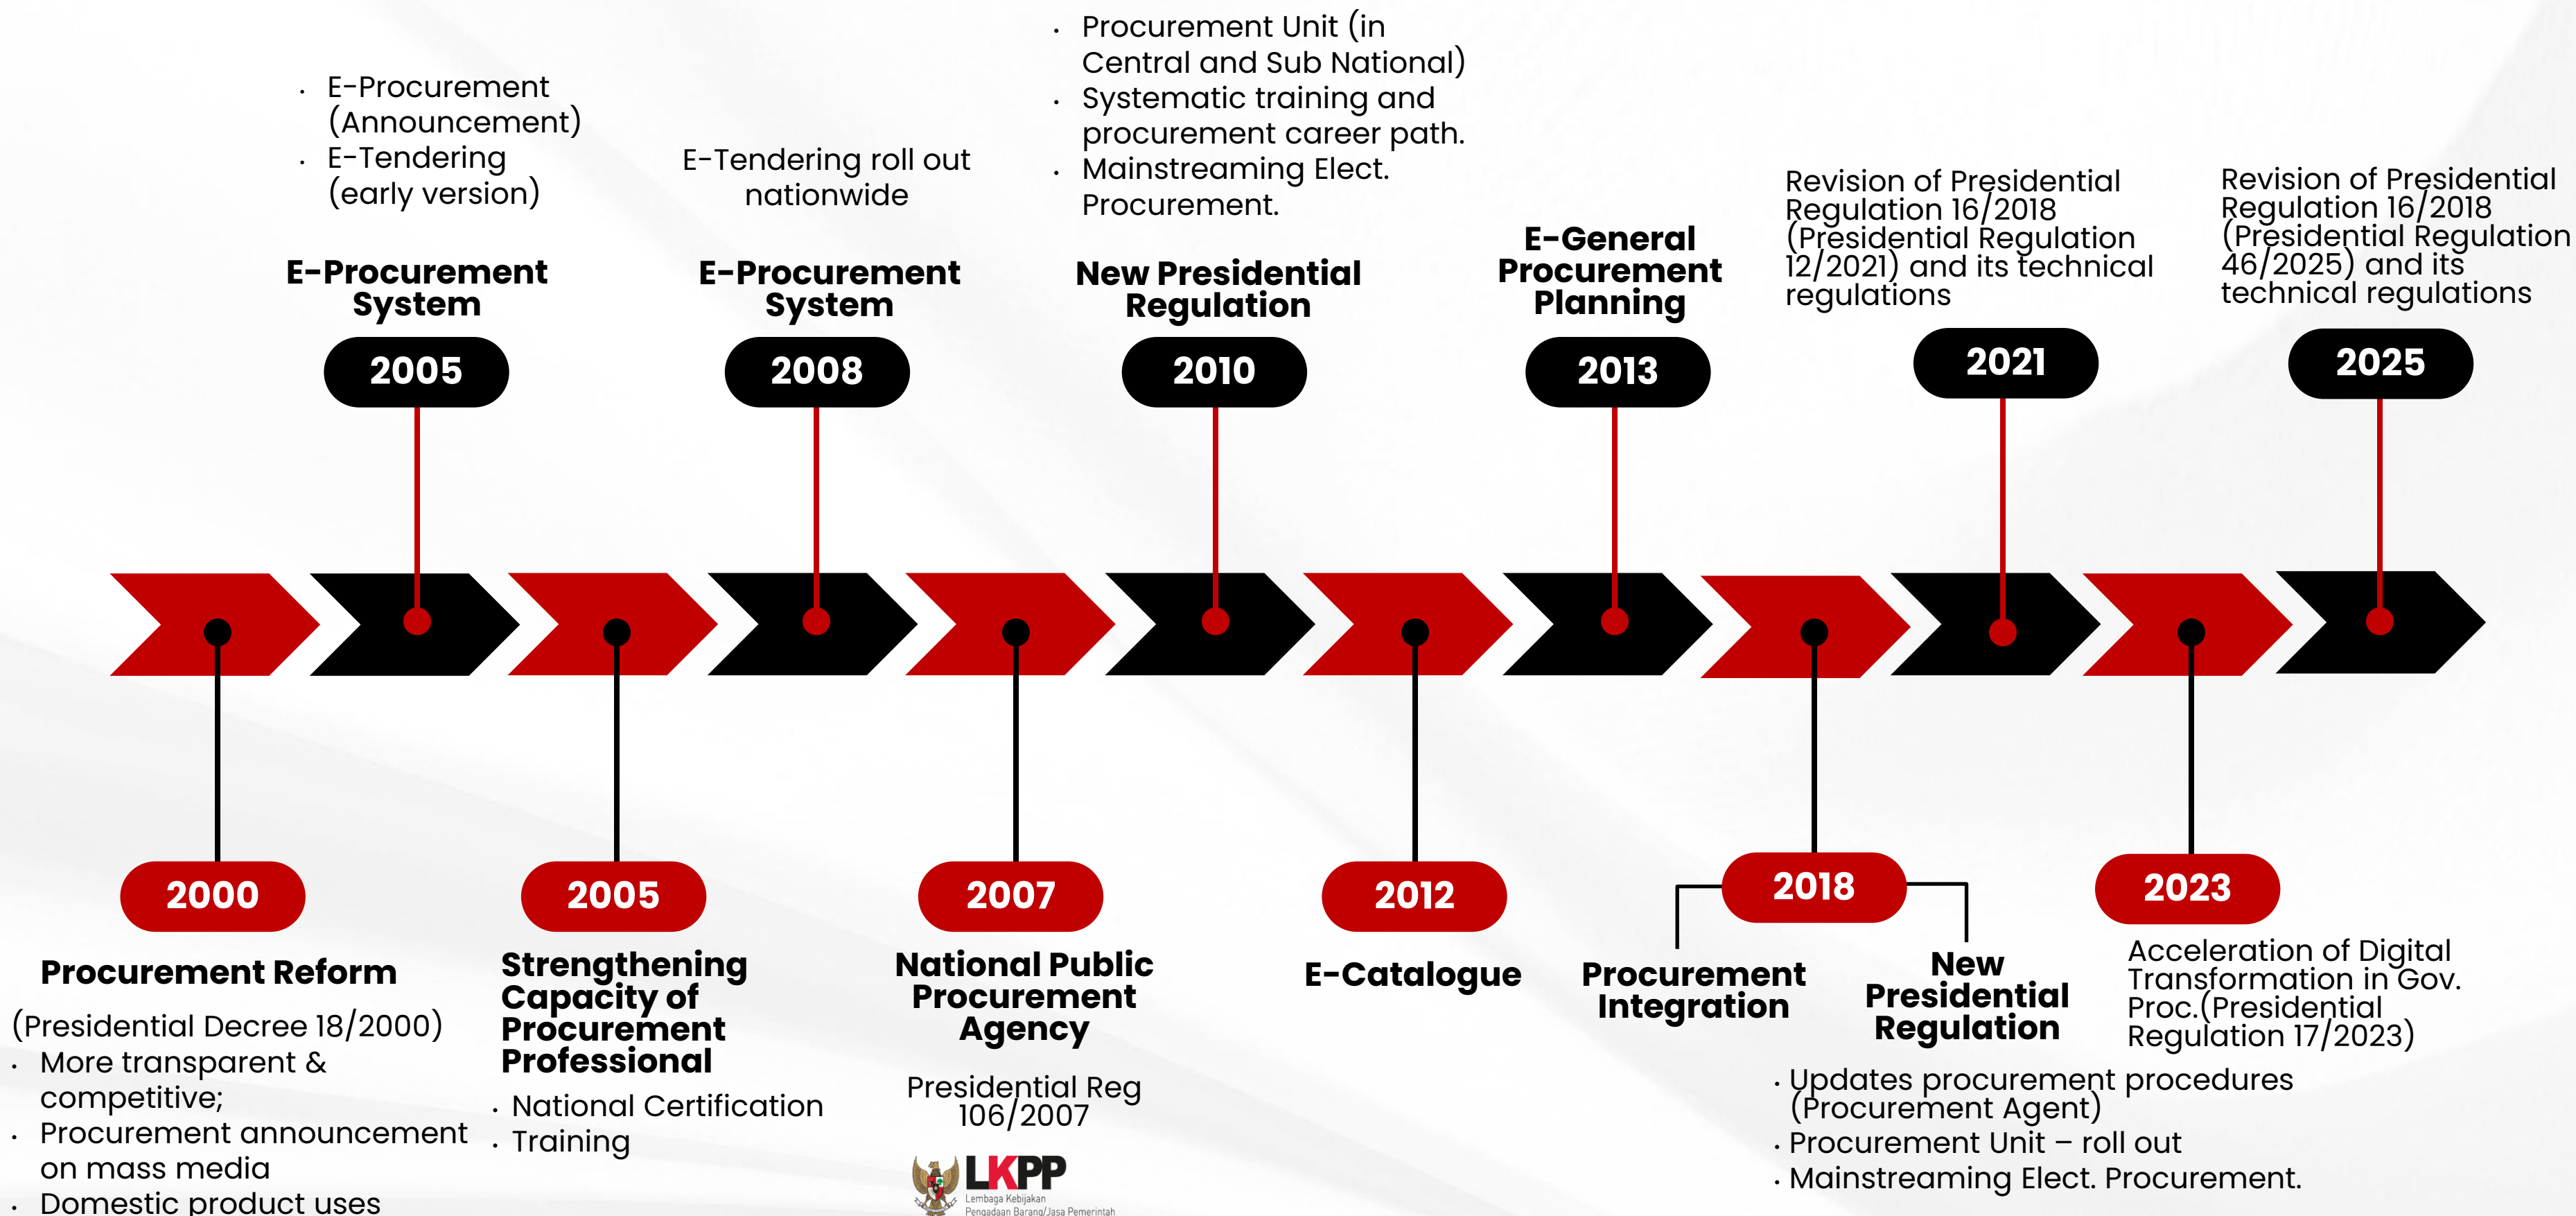 • E-Procurement
(Announcement)
• E-Tendering
(early version)
E-Procurement
System
2005
E-Tendering roll out
nationwide
E-Procurement
System
2008
• Procurement Unit (in
Central and Sub National)
• Systematic training and
procurement career path.
• Mainstreaming Elect.
Procurement.
New Presidential
Regulation
2010
E-General
Procurement
Planning
2013
Revision of Presidential
Regulation 16/2018
(Presidential Regulation
12/2021) and its technical
regulations
2021
Revision of Presidential
Regulation 16/2018
(Presidential Regulation
46/2025) and its
technical regulations
2025
2000
Procurement Reform
(Presidential Decree 18/2000)
• More transparent &
competitive;
• Procurement announcement
on mass media
• Domestic product uses
2005
Strengthening
Capacity of
Procurement
Professional
• National Certification
• Training
2007
National Public
Procurement
Agency
Presidential Reg
106/2007
LKPP
Lembaga Kebijakan
Pengadaan Barang/Jasa Pemerintah
2012
E-Catalogue
2018
Procurement
Integration
New
Presidential
Regulation
• Updates procurement procedures
(Procurement Agent)
• Procurement Unit – roll out
• Mainstreaming Elect. Procurement.
2023
Acceleration of Digital
Transformation in Gov.
Proc.(Presidential
Regulation 17/2023)